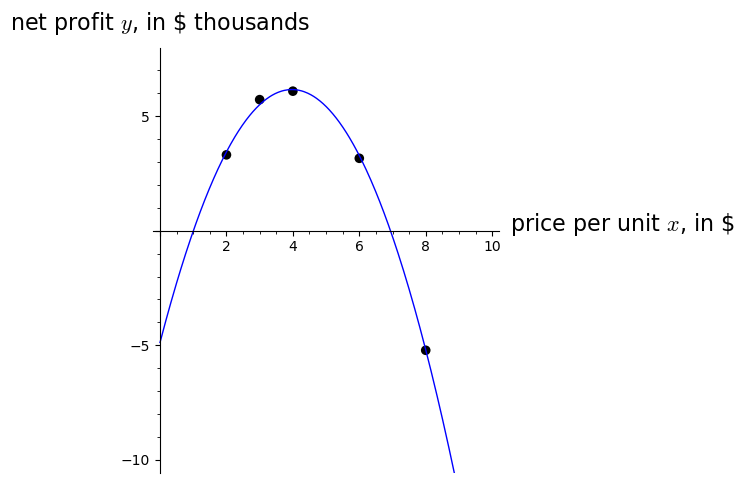 net profit y, in $ thousands
5
price per unit x, in $
2 4 6 8 10
−5
−10